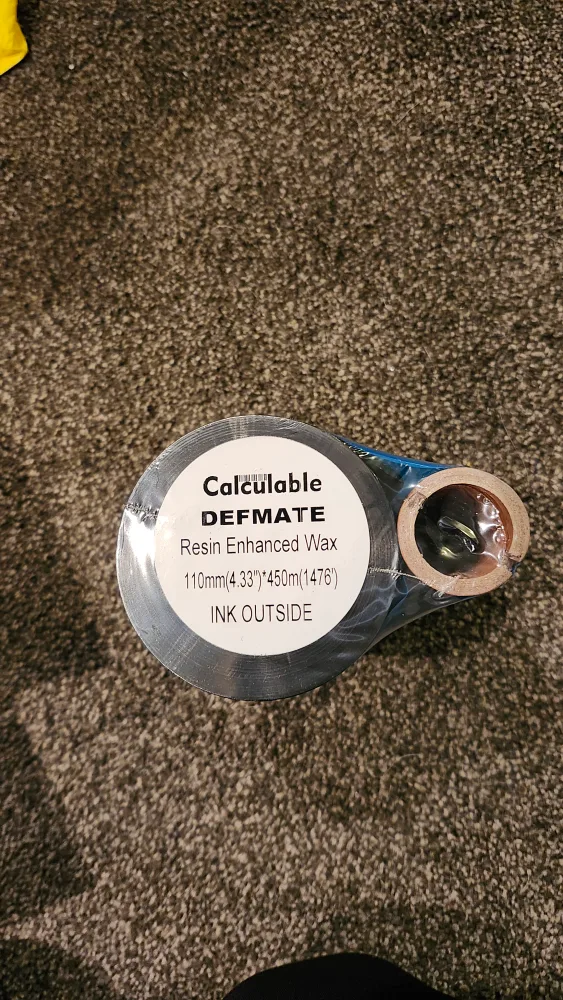 Calculable
DEFMATE
Resin Enhanced Wax
110mm(4.33")*450m(1476')
INK OUTSIDE